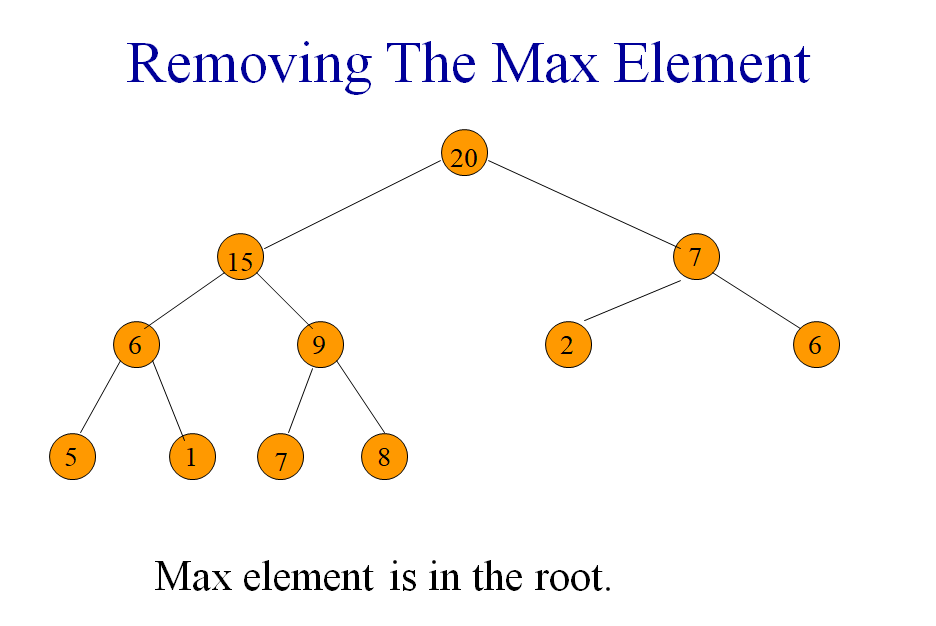 Removing The Max Element
20
15 7
6 9 2 6
5 1 7 8
Max element is in the root.